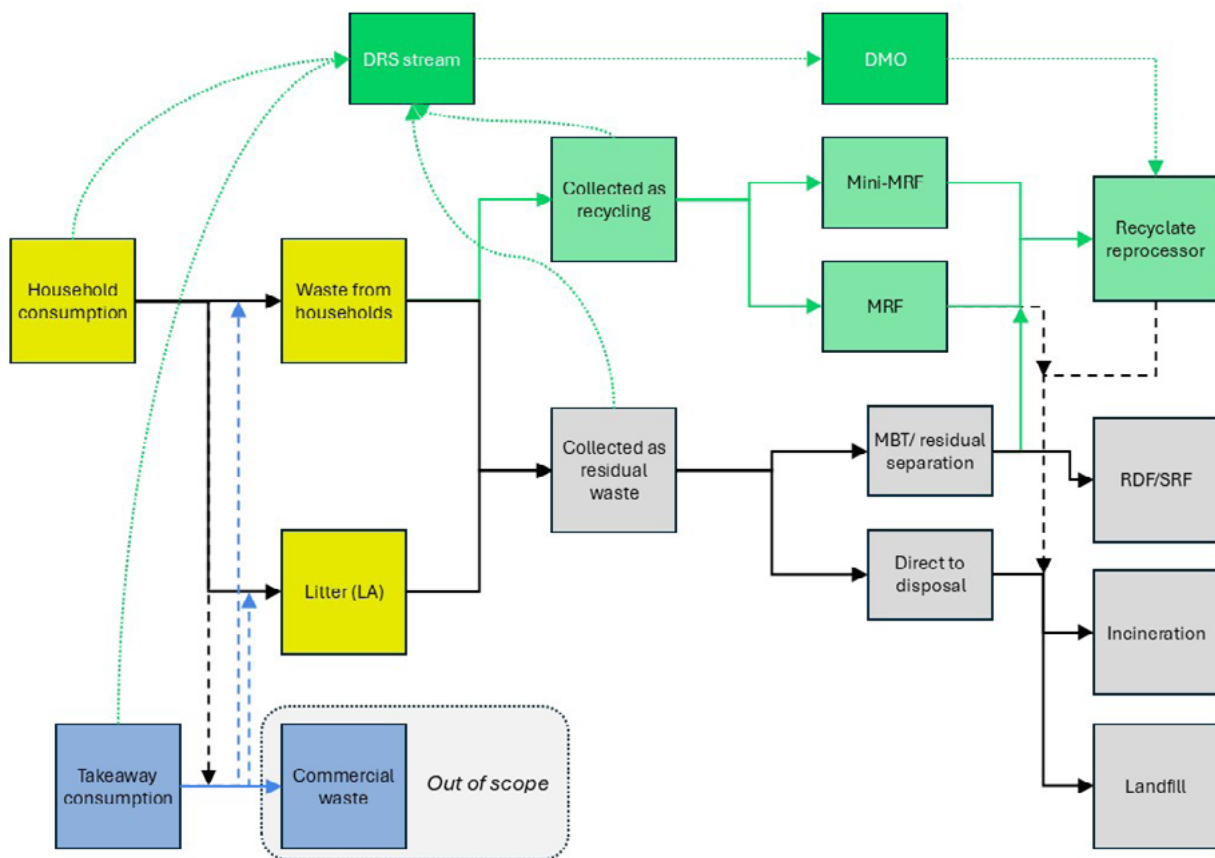 DRS stream
DMO
Collected as
recycling
Mini-MRF
Recyclate
reprocessor
Household
consumption
Waste from
households
MRF
Collected as
residual
waste
MBT/ residual
separation
RDF/SRF
Litter (LA)
Direct to
disposal
Incineration
Takeaway
consumption
Commercial
waste
Out of scope
Landfill